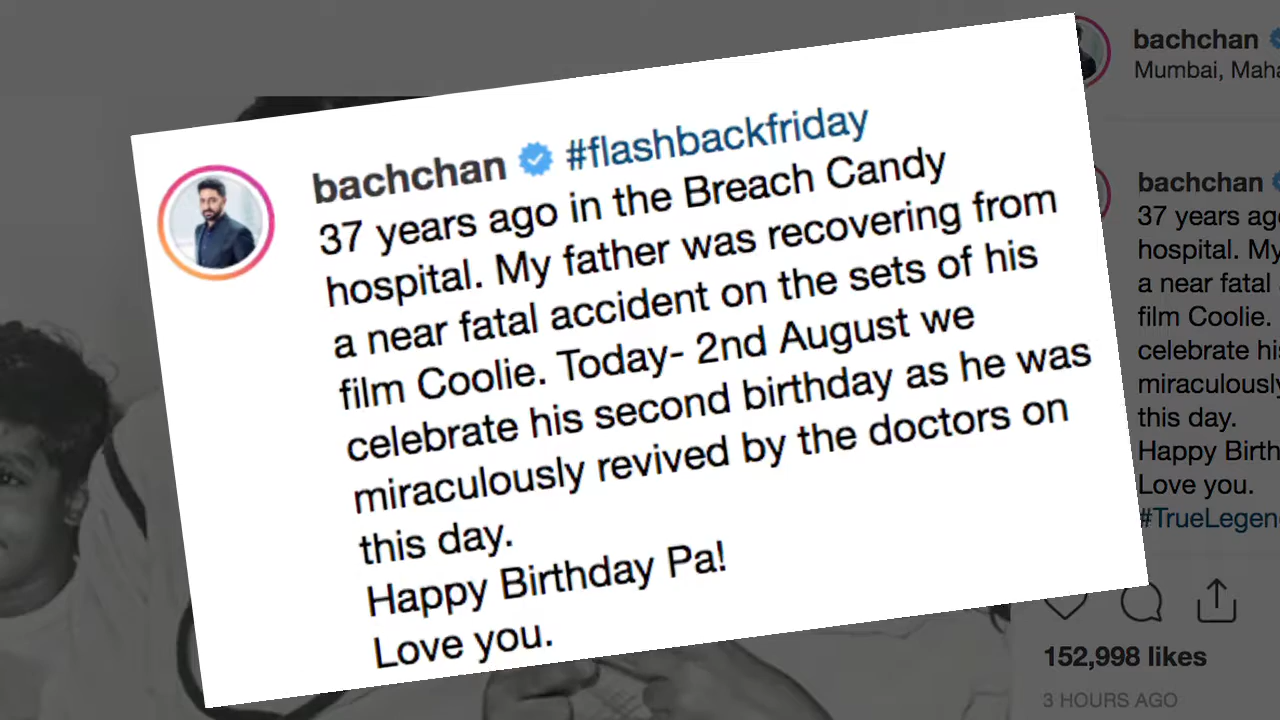 bachchan #flashbackfriday
37 years ago in the Breach Candy
hospital. My father was recovering from
a near fatal accident on the sets of his
film Coolie. Today- 2nd August we
celebrate his second birthday as he was
miraculously revived by the doctors on
this day.
Happy Birthday Pa!
Love you.
bachchan
Mumbai, Maha
bachchan
37 years ago
hospital. My
a near fatal
film Coolie.
celebrate his
miraculously
this day.
Happy Birth
Love you.
#TrueLegen
152,998 likes
3 HOURS AGO